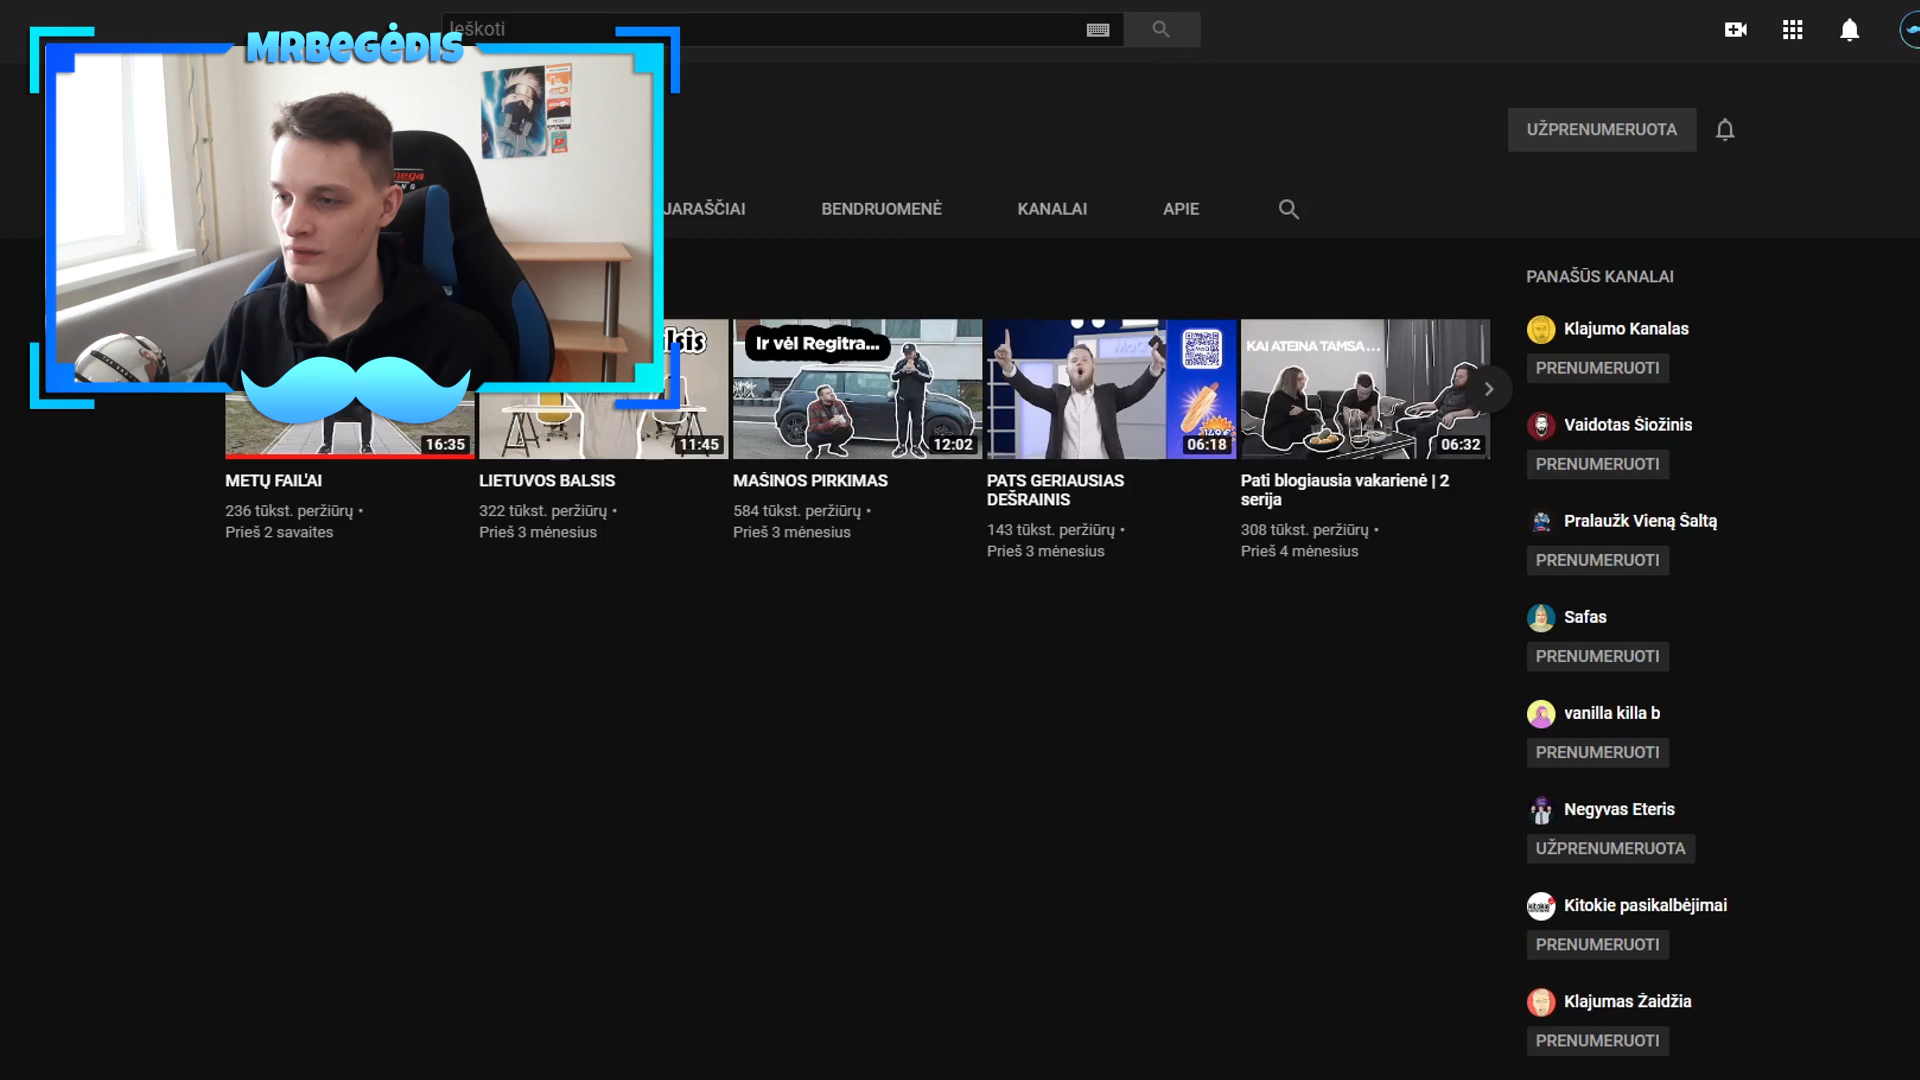 Ieškoti
MRBEGĖDIS
UŽPRENUMERUOTA
JARAŠČIAI
BENDRUOMENĖ
KANALAI
APIE
PANAŠŪS KANALAI
Klajumo Kanalas
PRENUMERUOTI
Vaidotas Šiožinis
PRENUMERUOTI
Pralaužk Vieną Šaltą
PRENUMERUOTI
Safas
PRENUMERUOTI
vanilla killa b
PRENUMERUOTI
Negyvas Eteris
UŽPRENUMERUOTA
Kitokie pasikalbėjimai
PRENUMERUOTI
Klajumas Žaidžia
PRENUMERUOTI
16:35
METŲ FAIL'AI
236 tūkst. peržiūrų •
Prieš 2 savaites
lsis
11:45
LIETUVOS BALSIS
322 tūkst. peržiūrų •
Prieš 3 mėnesius
Ir vėl Regitra...
12:02
MAŠINOS PIRKIMAS
584 tūkst. peržiūrų •
Prieš 3 mėnesius
06:18
PATS GERIAUSIAS
DEŠRAINIS
143 tūkst. peržiūrų •
Prieš 3 mėnesius
KAI ATEINA TAMSA...
06:32
Pati blogiausia vakarienė | 2
serija
308 tūkst. peržiūrų •
Prieš 4 mėnesius